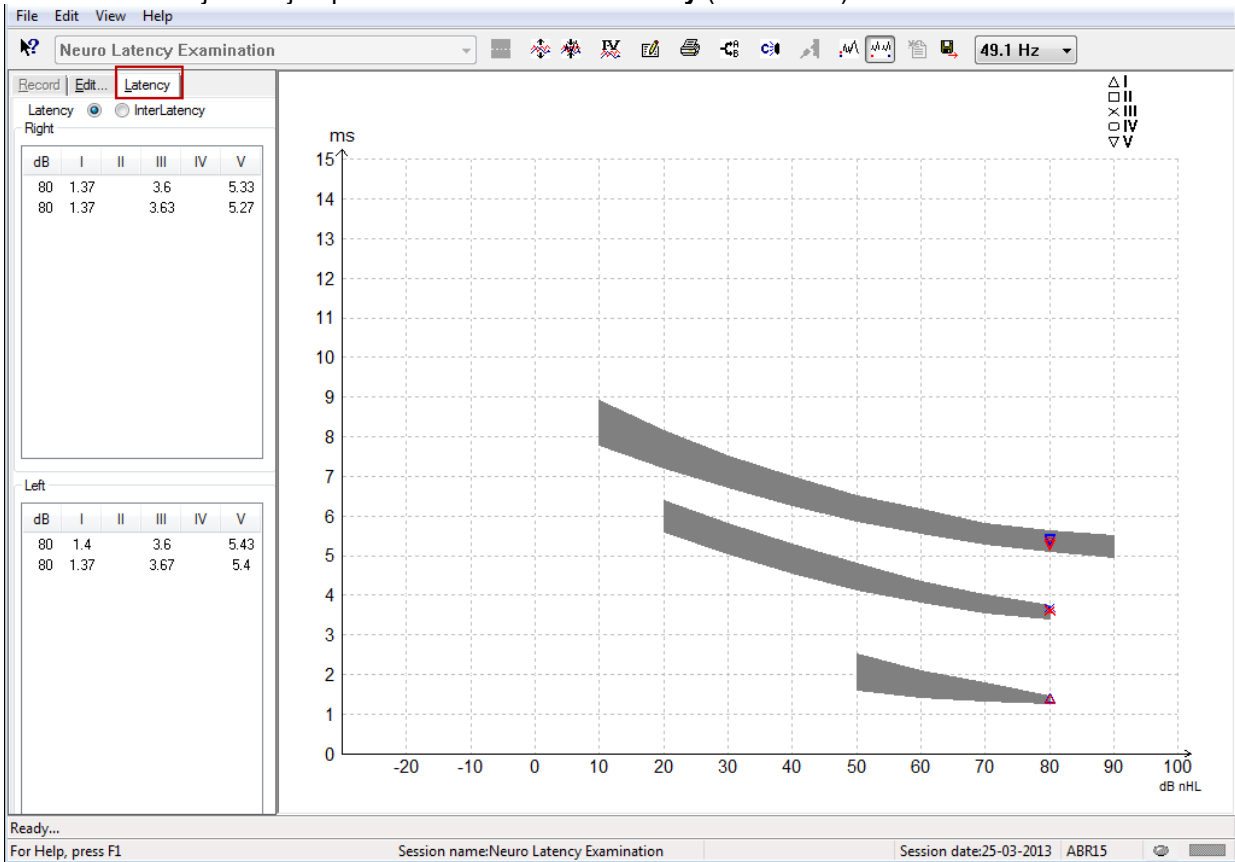 File Edit View Help
Neuro Latency Examination 49.1 Hz
Record Edit... Latency
Latency InterLatency
Right
dB I II III IV V
80 1.37 3.6 5.33
80 1.37 3.63 5.27
Left
dB I II III IV V
80 1.4 3.6 5.43
80 1.37 3.67 5.4
I
II
III
IV
V
ms
15
14
13
12
11
10
9
8
7
6
5
4
3
2
1
0
-20 -10 0 10 20 30 40 50 60 70 80 90 100
dB nHL
Ready...
For Help, press F1 Session name:Neuro Latency Examination Session date:25-03-2013 ABR15